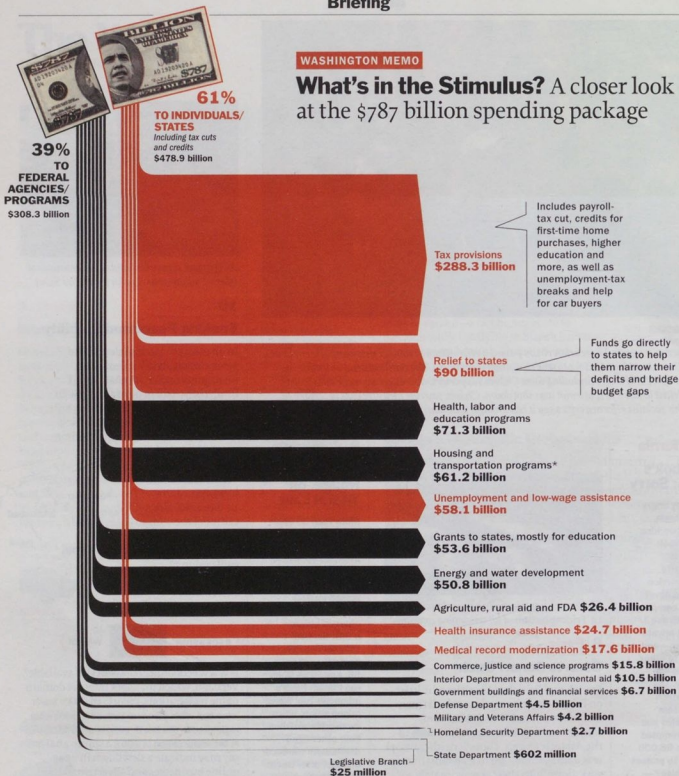 Briefing
BILLION
$787
WASHINGTON MEMO
What's in the Stimulus? A closer look
at the $787 billion spending package
61%
TO INDIVIDUALS/
STATES
Including tax cuts
and credits
$478.9 billion
39%
TO
FEDERAL
AGENCIES/
PROGRAMS
$308.3 billion
Tax provisions
$288.3 billion
Includes payroll-
tax cut, credits for
first-time home
purchases, higher
education and
more, as well as
unemployment-tax
breaks and help
for car buyers
Relief to states
$90 billion
Funds go directly
to states to help
them narrow their
deficits and bridge
budget gaps
Health, labor and
education programs
$71.3 billion
Housing and
transportation programs*
$61.2 billion
Unemployment and low-wage assistance
$58.1 billion
Grants to states, mostly for education
$53.6 billion
Energy and water development
$50.8 billion
Agriculture, rural aid and FDA $26.4 billion
Health insurance assistance $24.7 billion
Medical record modernization $17.6 billion
Commerce, justice and science programs $15.8 billion
Interior Department and environmental aid $10.5 billion
Government buildings and financial services $6.7 billion
Defense Department $4.5 billion
Military and Veterans Affairs $4.2 billion
Homeland Security Department $2.7 billion
State Department $602 million
Legislative Branch
$25 million